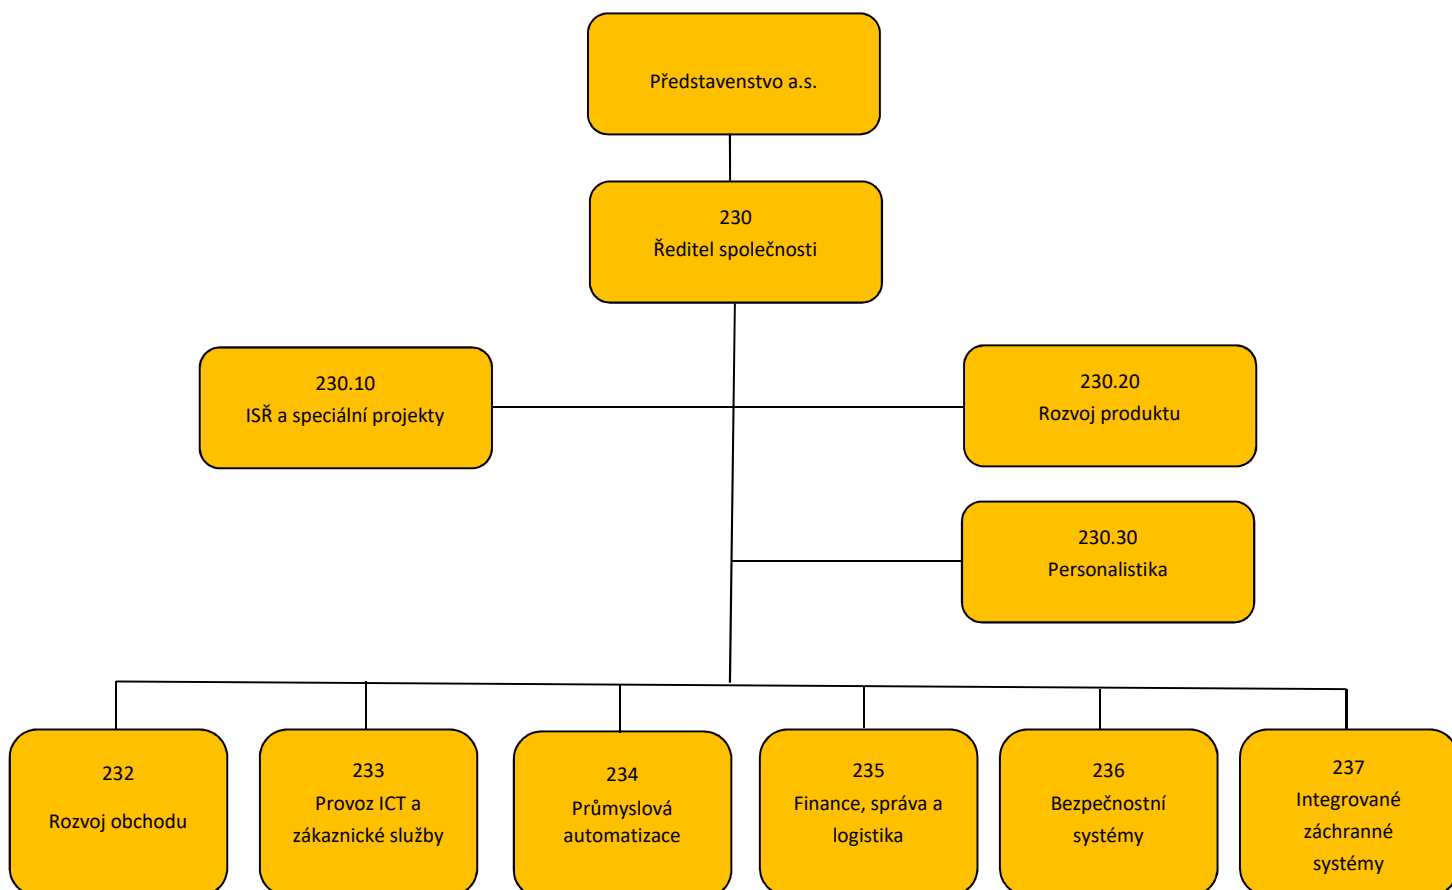 Představenstvo a.s.
230
Ředitel společnosti
230.10
ISŘ a speciální projekty
230.20
Rozvoj produktu
230.30
Personalistika
232
Rozvoj obchodu
233
Provoz ICT a
zákaznické služby
234
Průmyslová
automatizace
235
Finance, správa a
logistika
236
Bezpečnostní
systémy
237
Integrované
záchranné
systémy